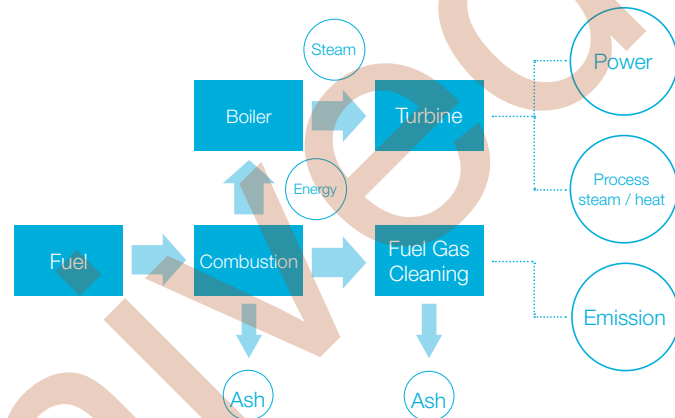 Steam
Power
Boiler
Turbine
Energy
Process
steam / heat
Fuel
Combustion
Fuel Gas
Cleaning
Emission
Ash
Ash